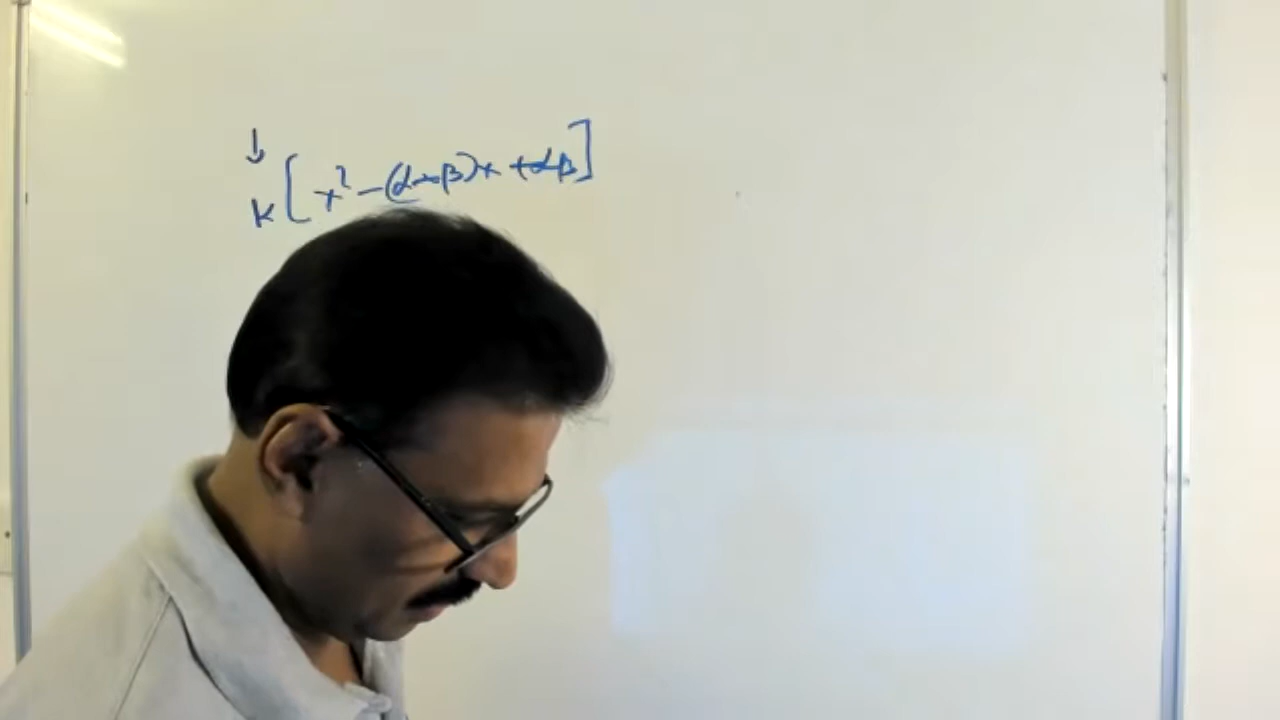 ↓
k [ x² - (α+β)x + αβ ]